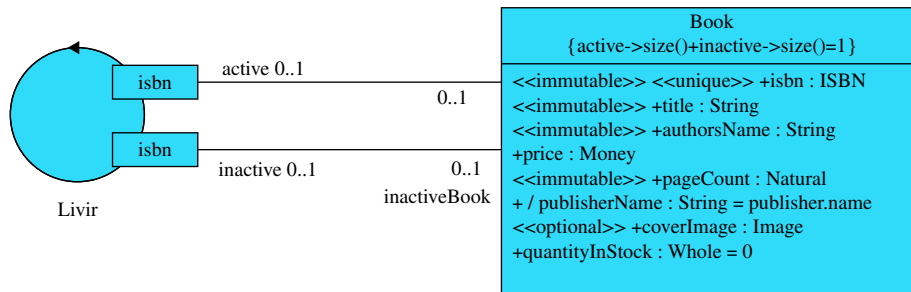 Book
{active->size()+inactive->size()=1}
isbn
active 0..1
0..1
<<immutable>> <<unique>> +isbn : ISBN
<<immutable>> +title : String
<<immutable>> +authorsName : String
+price : Money
<<immutable>> +pageCount : Natural
+ / publisherName : String = publisher.name
<<optional>> +coverImage : Image
+quantityInStock : Whole = 0
isbn
inactive 0..1
0..1
inactiveBook
Livir